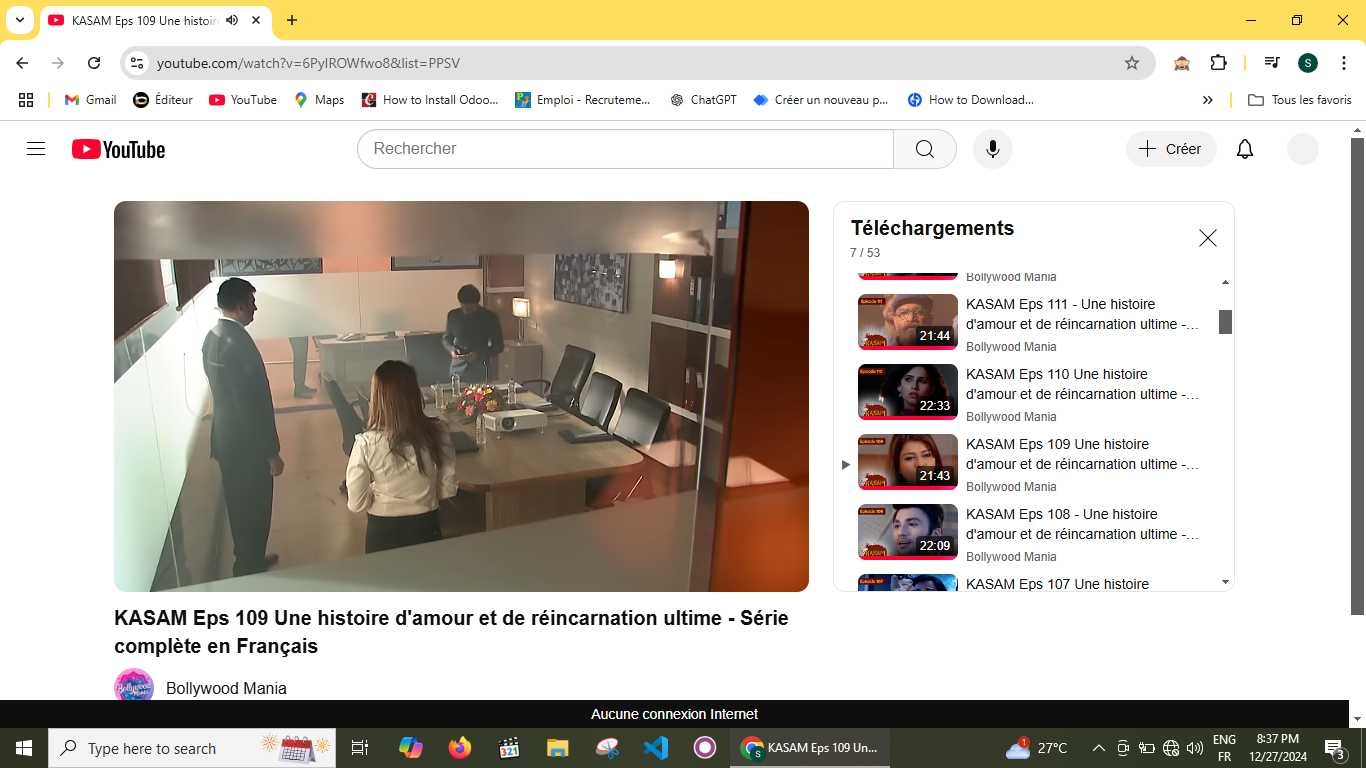 KASAM Eps 109 Une histoir
youtube.com/watch?v=6PyIROWfwo8&list=PPSV
S
Gmail
Éditeur
YouTube
Maps
How to Install Odoo...
Emploi - Recruteme...
ChatGPT
Créer un nouveau p...
How to Download...
Tous les favoris
YouTube
Rechercher
Créer
Téléchargements
7 / 53
Bollywood Mania
21:44
KASAM Eps 111 - Une histoire
d'amour et de réincarnation ultime -...
Bollywood Mania
22:33
KASAM Eps 110 Une histoire
d'amour et de réincarnation ultime -...
Bollywood Mania
21:43
KASAM Eps 109 Une histoire
d'amour et de réincarnation ultime -...
Bollywood Mania
22:09
KASAM Eps 108 - Une histoire
d'amour et de réincarnation ultime -...
Bollywood Mania
KASAM Eps 107 Une histoire
KASAM Eps 109 Une histoire d'amour et de réincarnation ultime - Série
complète en Français
Bollywood Mania
Aucune connexion Internet
Type here to search
KASAM Eps 109 Un...
27°C
ENG
FR
8:37 PM
12/27/2024
3